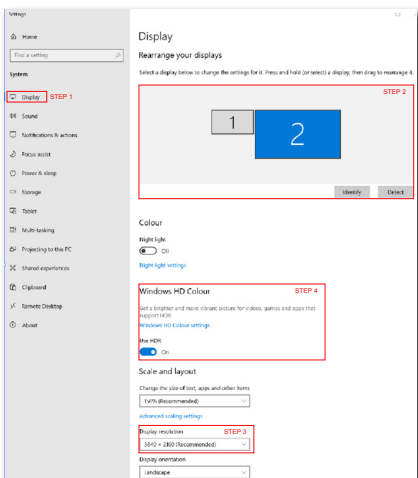 Settings
Home
Find a setting
System
Display
STEP 1
Sound
Notifications & actions
Focus assist
Power & sleep
Storage
Tablet
Multi-tasking
Projecting to this PC
Shared experiences
Clipboard
Remote Desktop
About
Display
Rearrange your displays
Select a display below to change the settings for it. Press and hold (or select) a display, then drag to rearrange it.
STEP 2
1
2
Identify
Detect
Colour
Night light
Off
Night light settings
Windows HD Colour
STEP 4
Get a brighter and more vibrant picture for videos, games and apps that
support HDR.
Windows HD Colour settings
Use HDR
On
Scale and layout
Change the size of text, apps and other items
150% (Recommended)
Advanced scaling settings
Display resolution
STEP 3
3840 × 2160 (Recommended)
Display orientation
Landscape